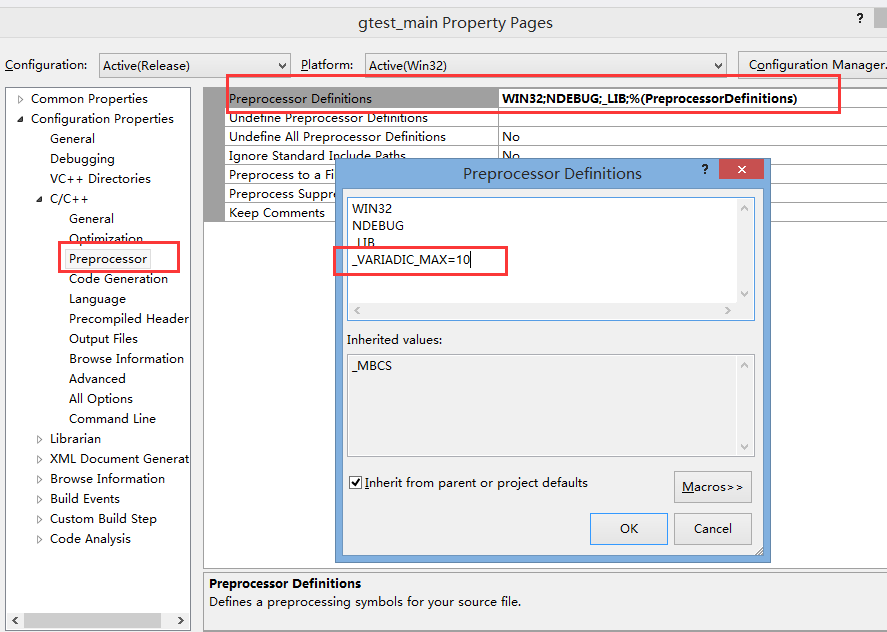 gtest_main Property Pages
?
Configuration: Active(Release) Platform: Active(Win32) Configuration Manager.
Common Properties
Configuration Properties
General
Debugging
VC++ Directories
C/C++
General
Optimization
Preprocessor
Code Generation
Language
Precompiled Header
Output Files
Browse Information
Advanced
All Options
Command Line
Librarian
XML Document Generat
Browse Information
Build Events
Custom Build Step
Code Analysis
Preprocessor Definitions WIN32;NDEBUG;_LIB;%(PreprocessorDefinitions)
Undefine Preprocessor Definitions
Undefine All Preprocessor Definitions No
Ignore Standard Include Paths No
Preprocess to a Fi
Preprocess Suppre
Keep Comments
Preprocessor Definitions
?
WIN32
NDEBUG
_LIB
_VARIADIC_MAX=10
Inherited values:
_MBCS
Inherit from parent or project defaults
Macros>>
OK Cancel
Preprocessor Definitions
Defines a preprocessing symbols for your source file.